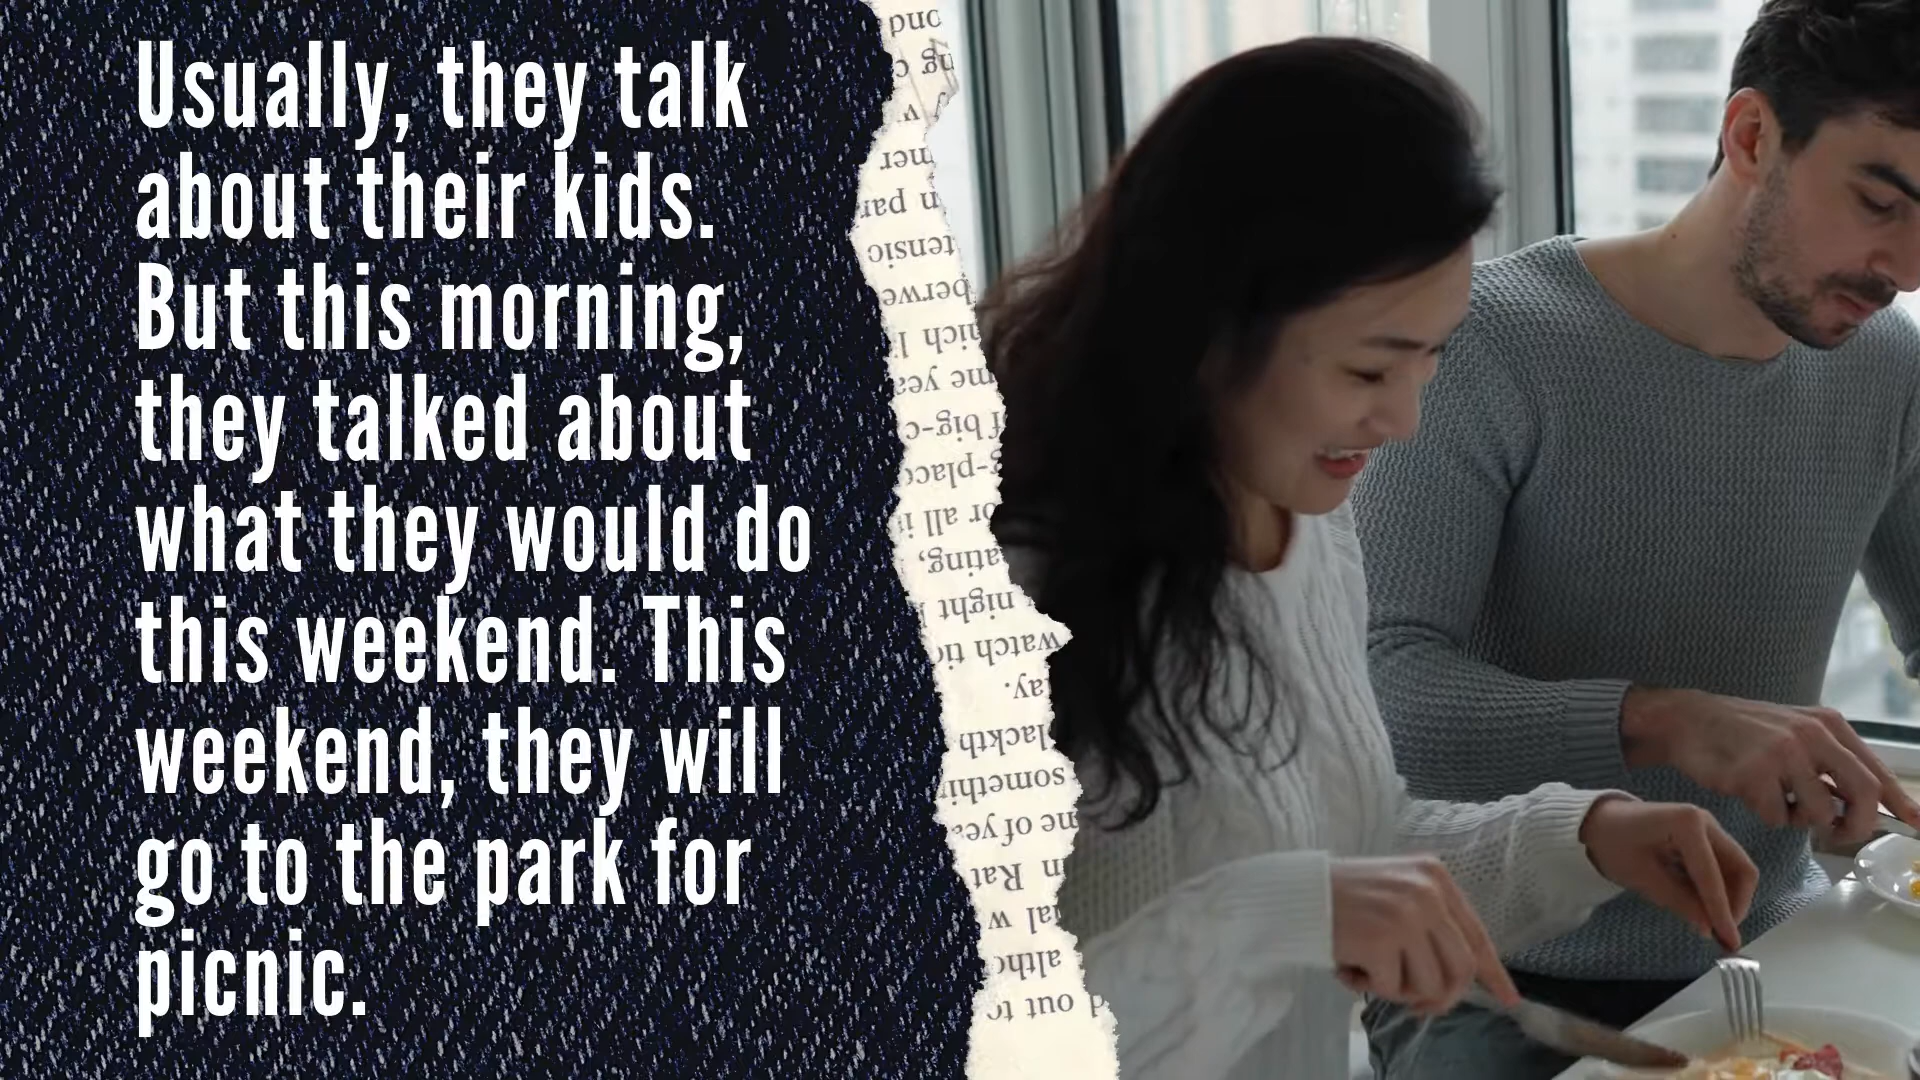 Usually, they talk
about their kids.
But this morning,
they talked about
what they would do
this weekend. This
weekend, they will
go to the park for
picnic.